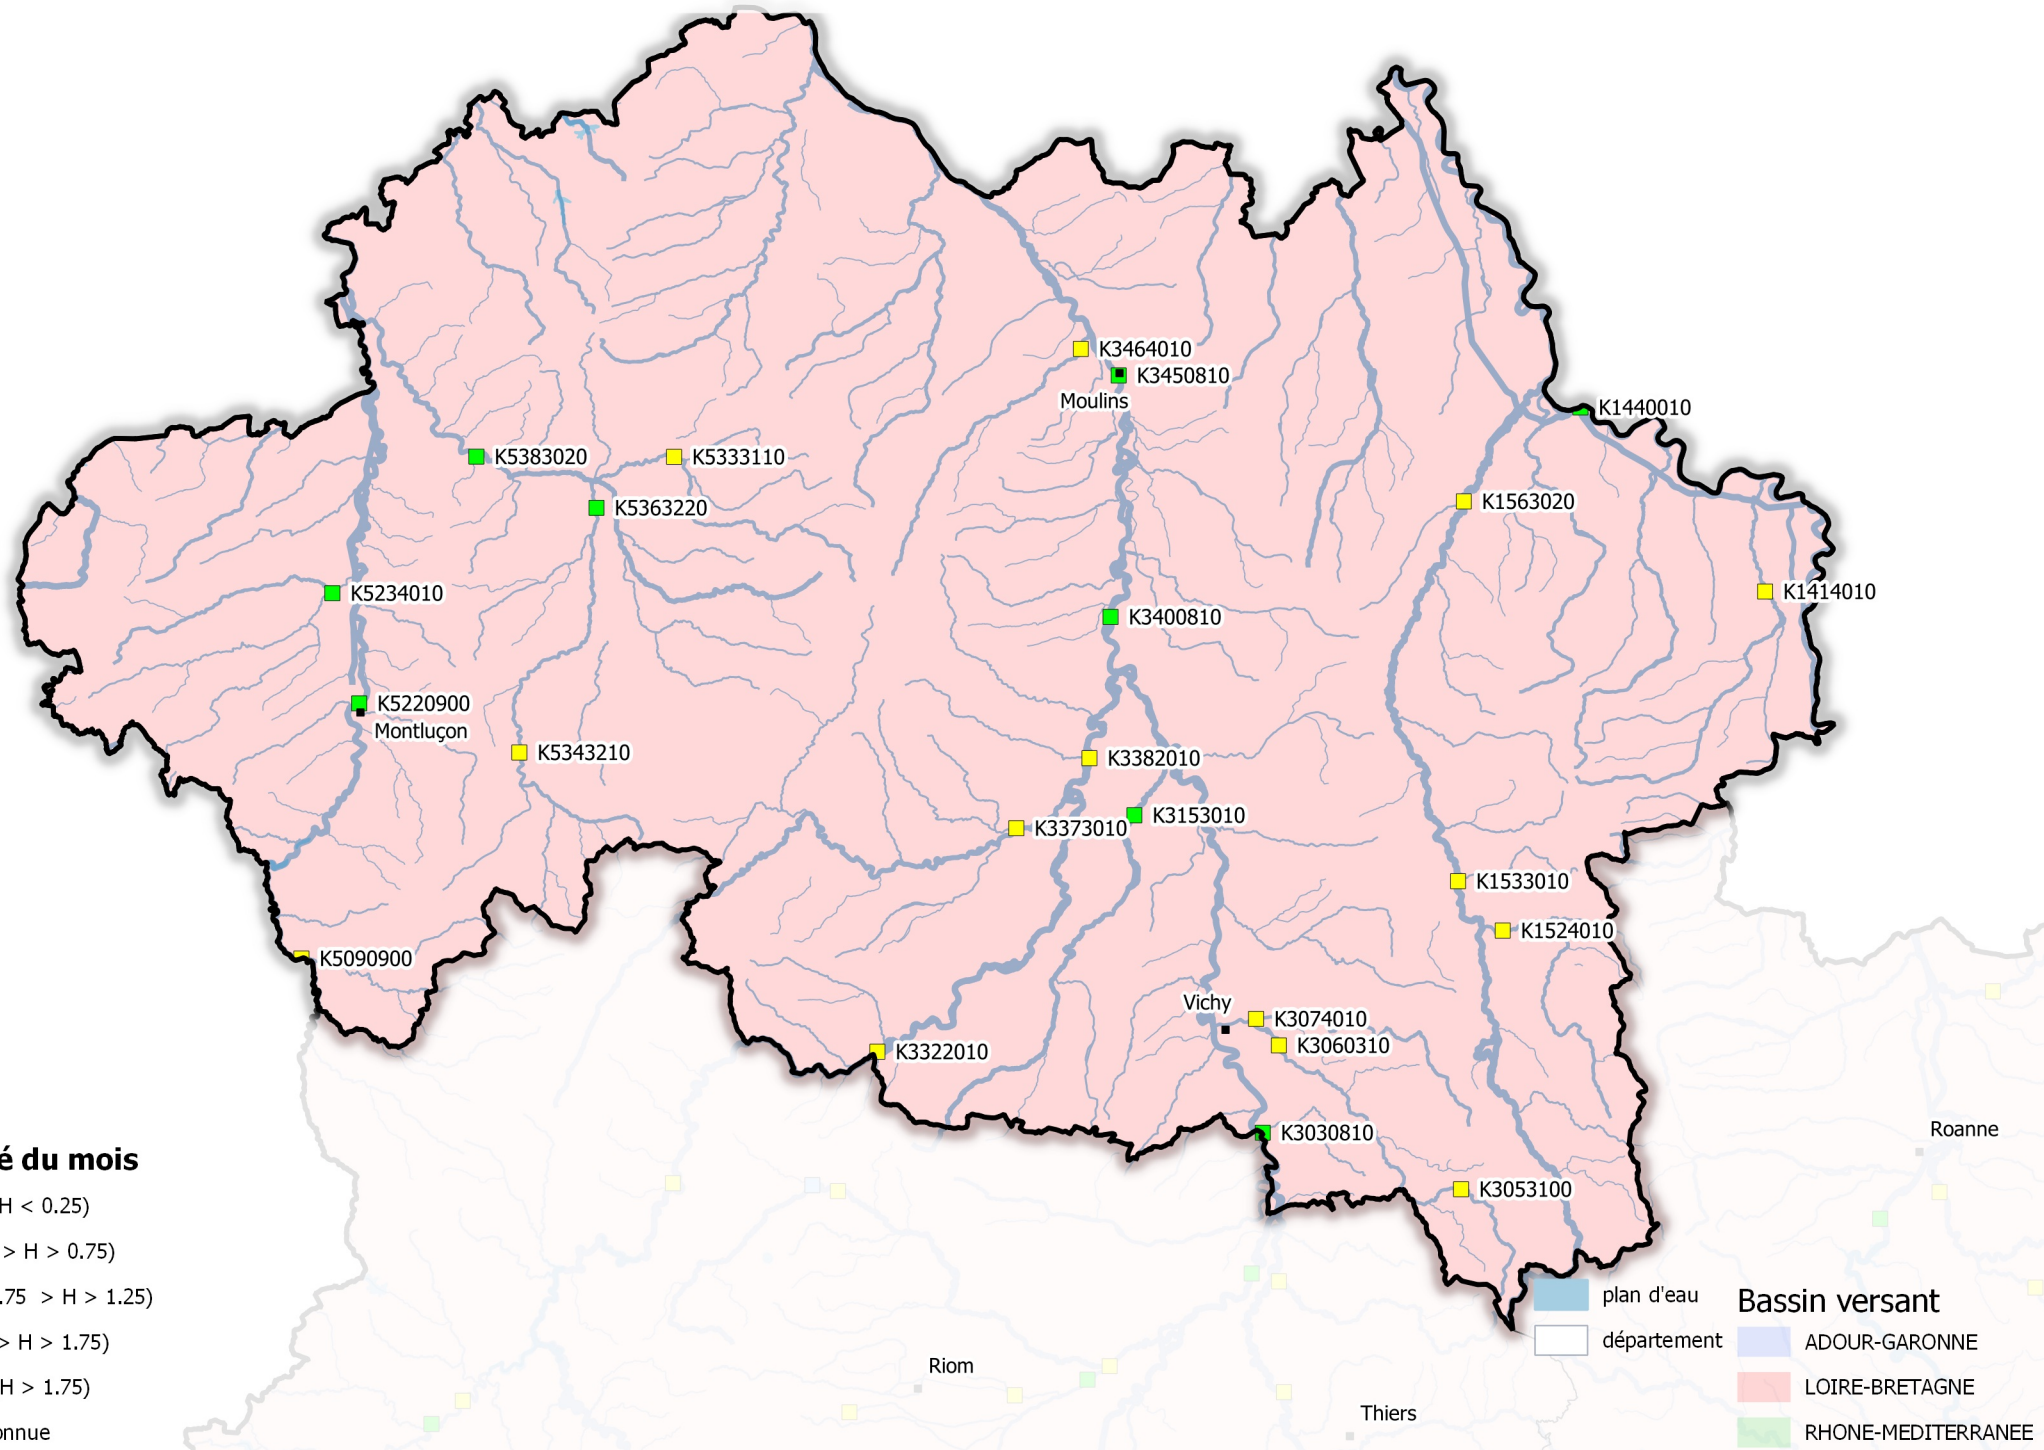 K3464010
K3450810
Moulins
K1440010
K5383020
K5333110
K1563020
K5363220
K5234010
K1414010
K3400810
K5220900
Montluçon
K5343210
K3382010
K3153010
K3373010
K1533010
K1524010
K5090900
Vichy
K3074010
K3060310
K3322010
K3030810
Roanne
K3053100
é du mois
H < 0.25)
> H > 0.75)
.75 > H > 1.25)
> H > 1.75)
H > 1.75)
onnue
Riom
Thiers
plan d'eau
département
Bassin versant
ADOUR-GARONNE
LOIRE-BRETAGNE
RHONE-MEDITERRANEE